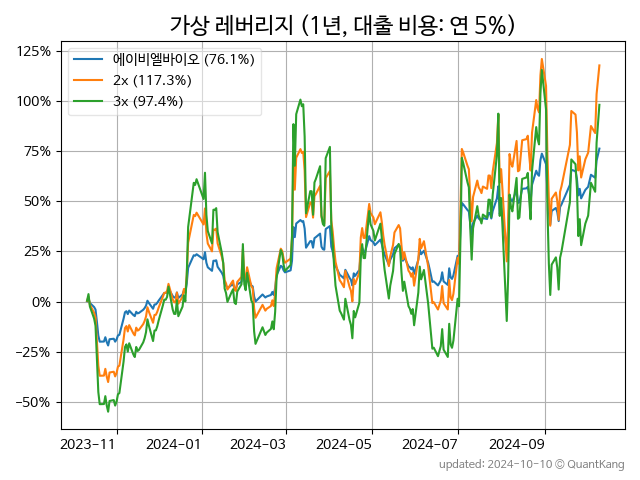 가상 레버리지 (1년, 대출 비용: 연 5%)
에이비엘바이오 (76.1%)
2x (117.3%)
3x (97.4%)
125%
100%
75%
50%
25%
0%
−25%
−50%
2023-11
2024-01
2024-03
2024-05
2024-07
2024-09
updated: 2024-10-10 © QuantKang